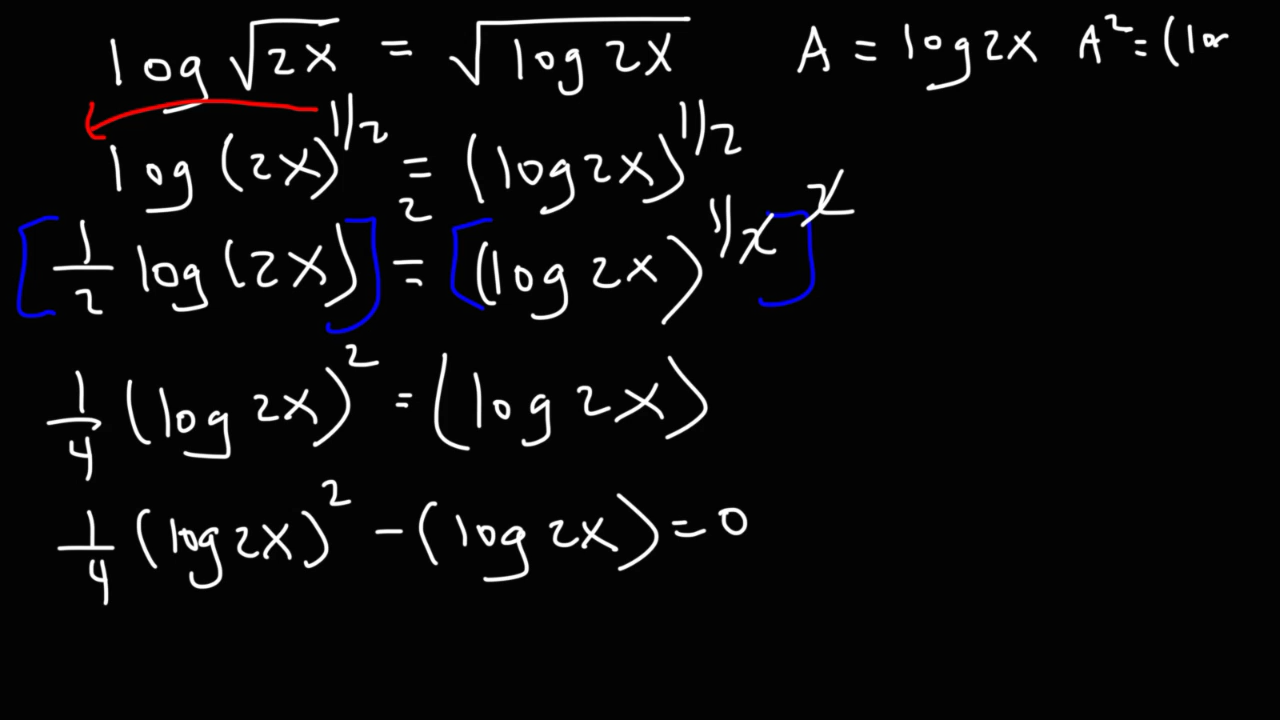 log √(2x) = √(log 2x)   A = log 2x   A² = (lo
log (2x)^1/2 = (log 2x)^1/2
[1/2 log (2x)]² = [(log 2x)^1/2]²
1/4 (log 2x)² = (log 2x)
1/4 (log 2x)² - (log 2x) = 0